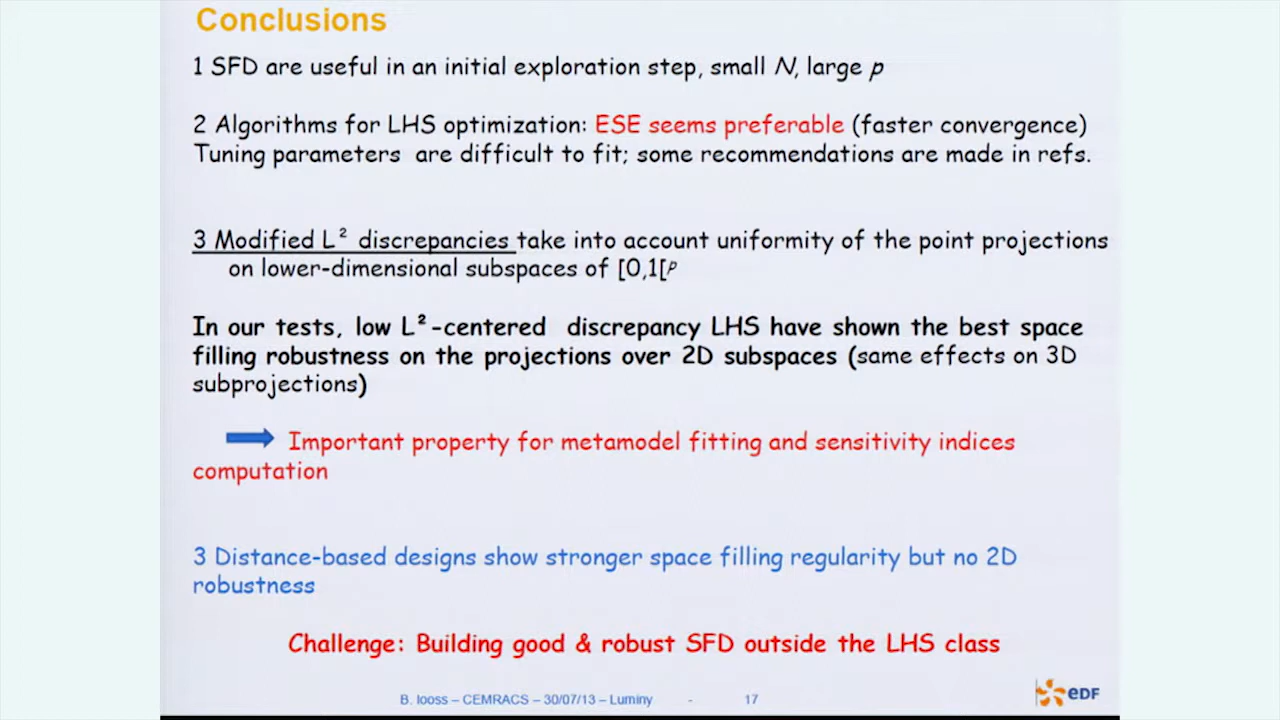 Conclusions
1 SFD are useful in an initial exploration step, small N, large p
2 Algorithms for LHS optimization: ESE seems preferable (faster convergence)
Tuning parameters are difficult to fit; some recommendations are made in refs.
3 Modified L² discrepancies take into account uniformity of the point projections
on lower-dimensional subspaces of [0,1[ᵖ
In our tests, low L²-centered discrepancy LHS have shown the best space
filling robustness on the projections over 2D subspaces (same effects on 3D
subprojections)
Important property for metamodel fitting and sensitivity indices
computation
3 Distance-based designs show stronger space filling regularity but no 2D
robustness
Challenge: Building good & robust SFD outside the LHS class
B. Iooss – CEMRACS – 30/07/13 – Luminy - 17
eDF